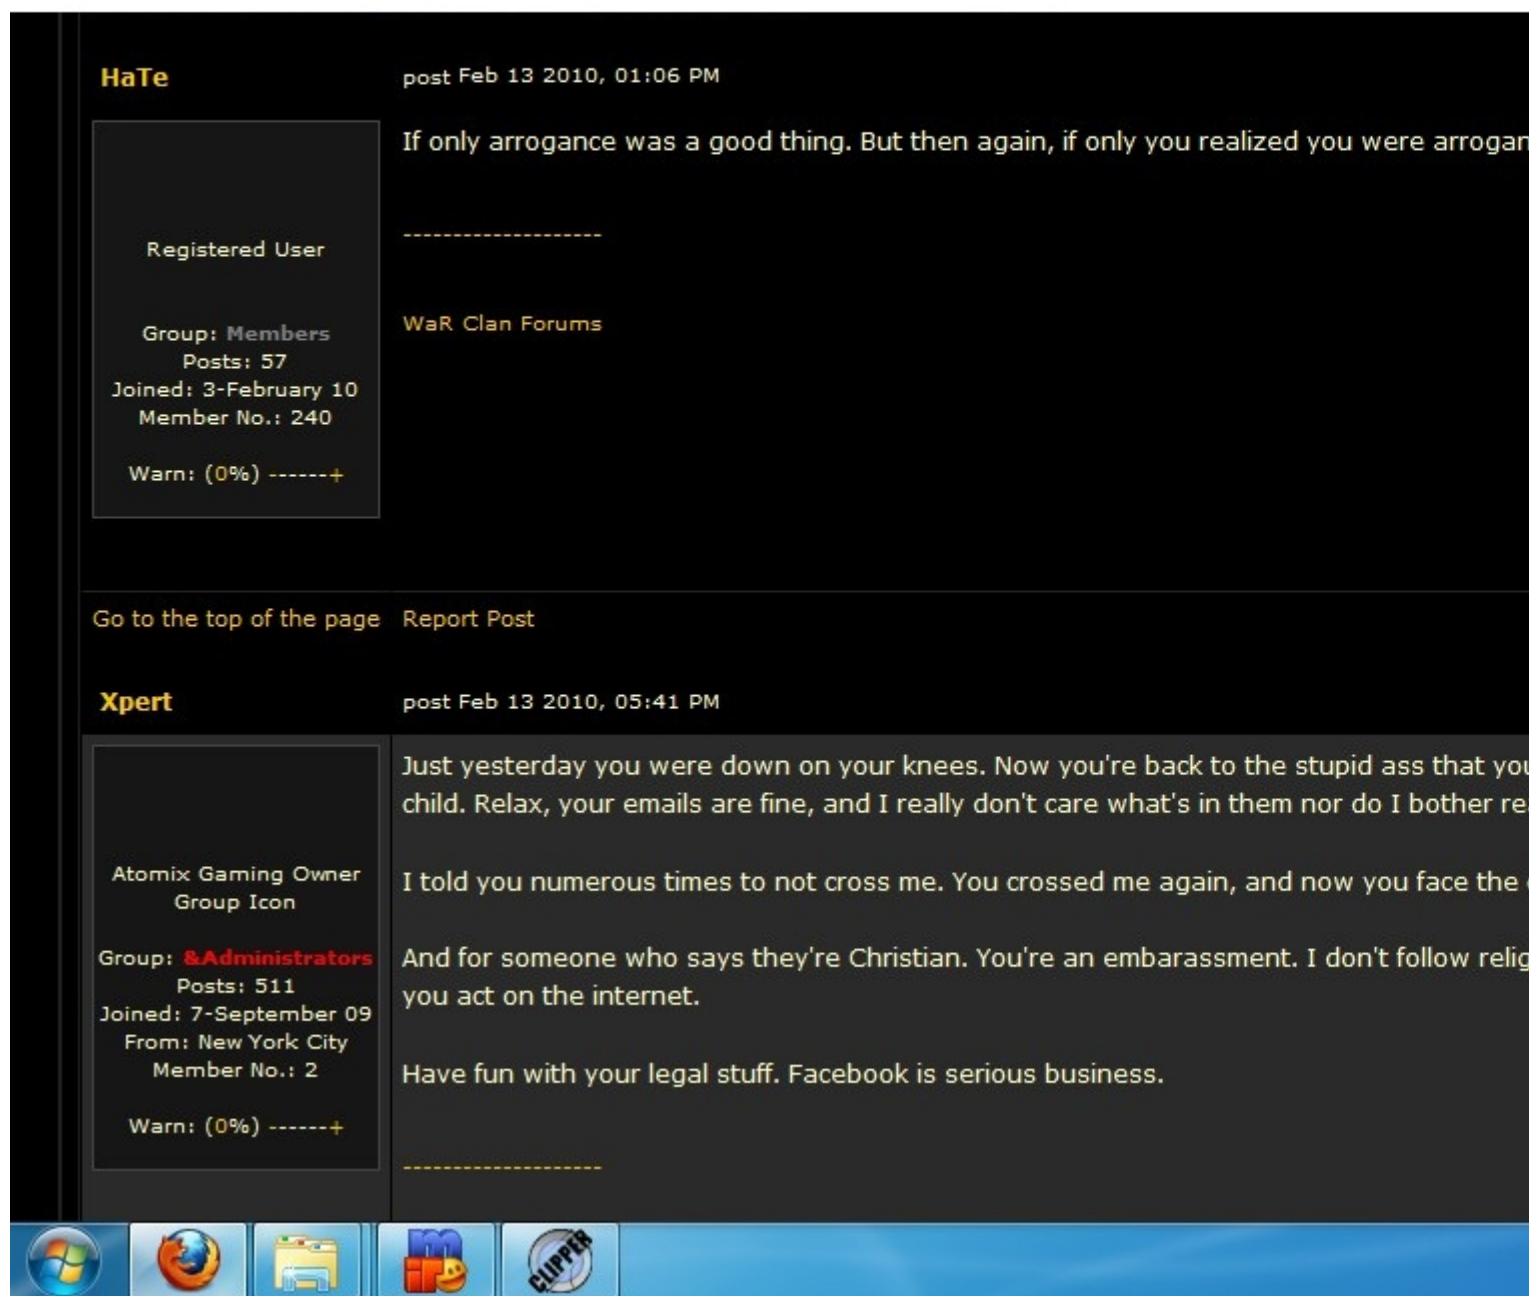 HaTe
post Feb 13 2010, 01:06 PM
If only arrogance was a good thing. But then again, if only you realized you were arrogan
Registered User
--------------------
WaR Clan Forums
Group: Members
Posts: 57
Joined: 3-February 10
Member No.: 240
Warn: (0%) ------+
Go to the top of the page
Report Post
Xpert
post Feb 13 2010, 05:41 PM
Just yesterday you were down on your knees. Now you're back to the stupid ass that you
child. Relax, your emails are fine, and I really don't care what's in them nor do I bother rea
I told you numerous times to not cross me. You crossed me again, and now you face the
And for someone who says they're Christian. You're an embarassment. I don't follow relig
you act on the internet.
Have fun with your legal stuff. Facebook is serious business.
--------------------
Atomix Gaming Owner
Group Icon
Group: &Administrators
Posts: 511
Joined: 7-September 09
From: New York City
Member No.: 2
Warn: (0%) ------+
m
ir
CLIPPER